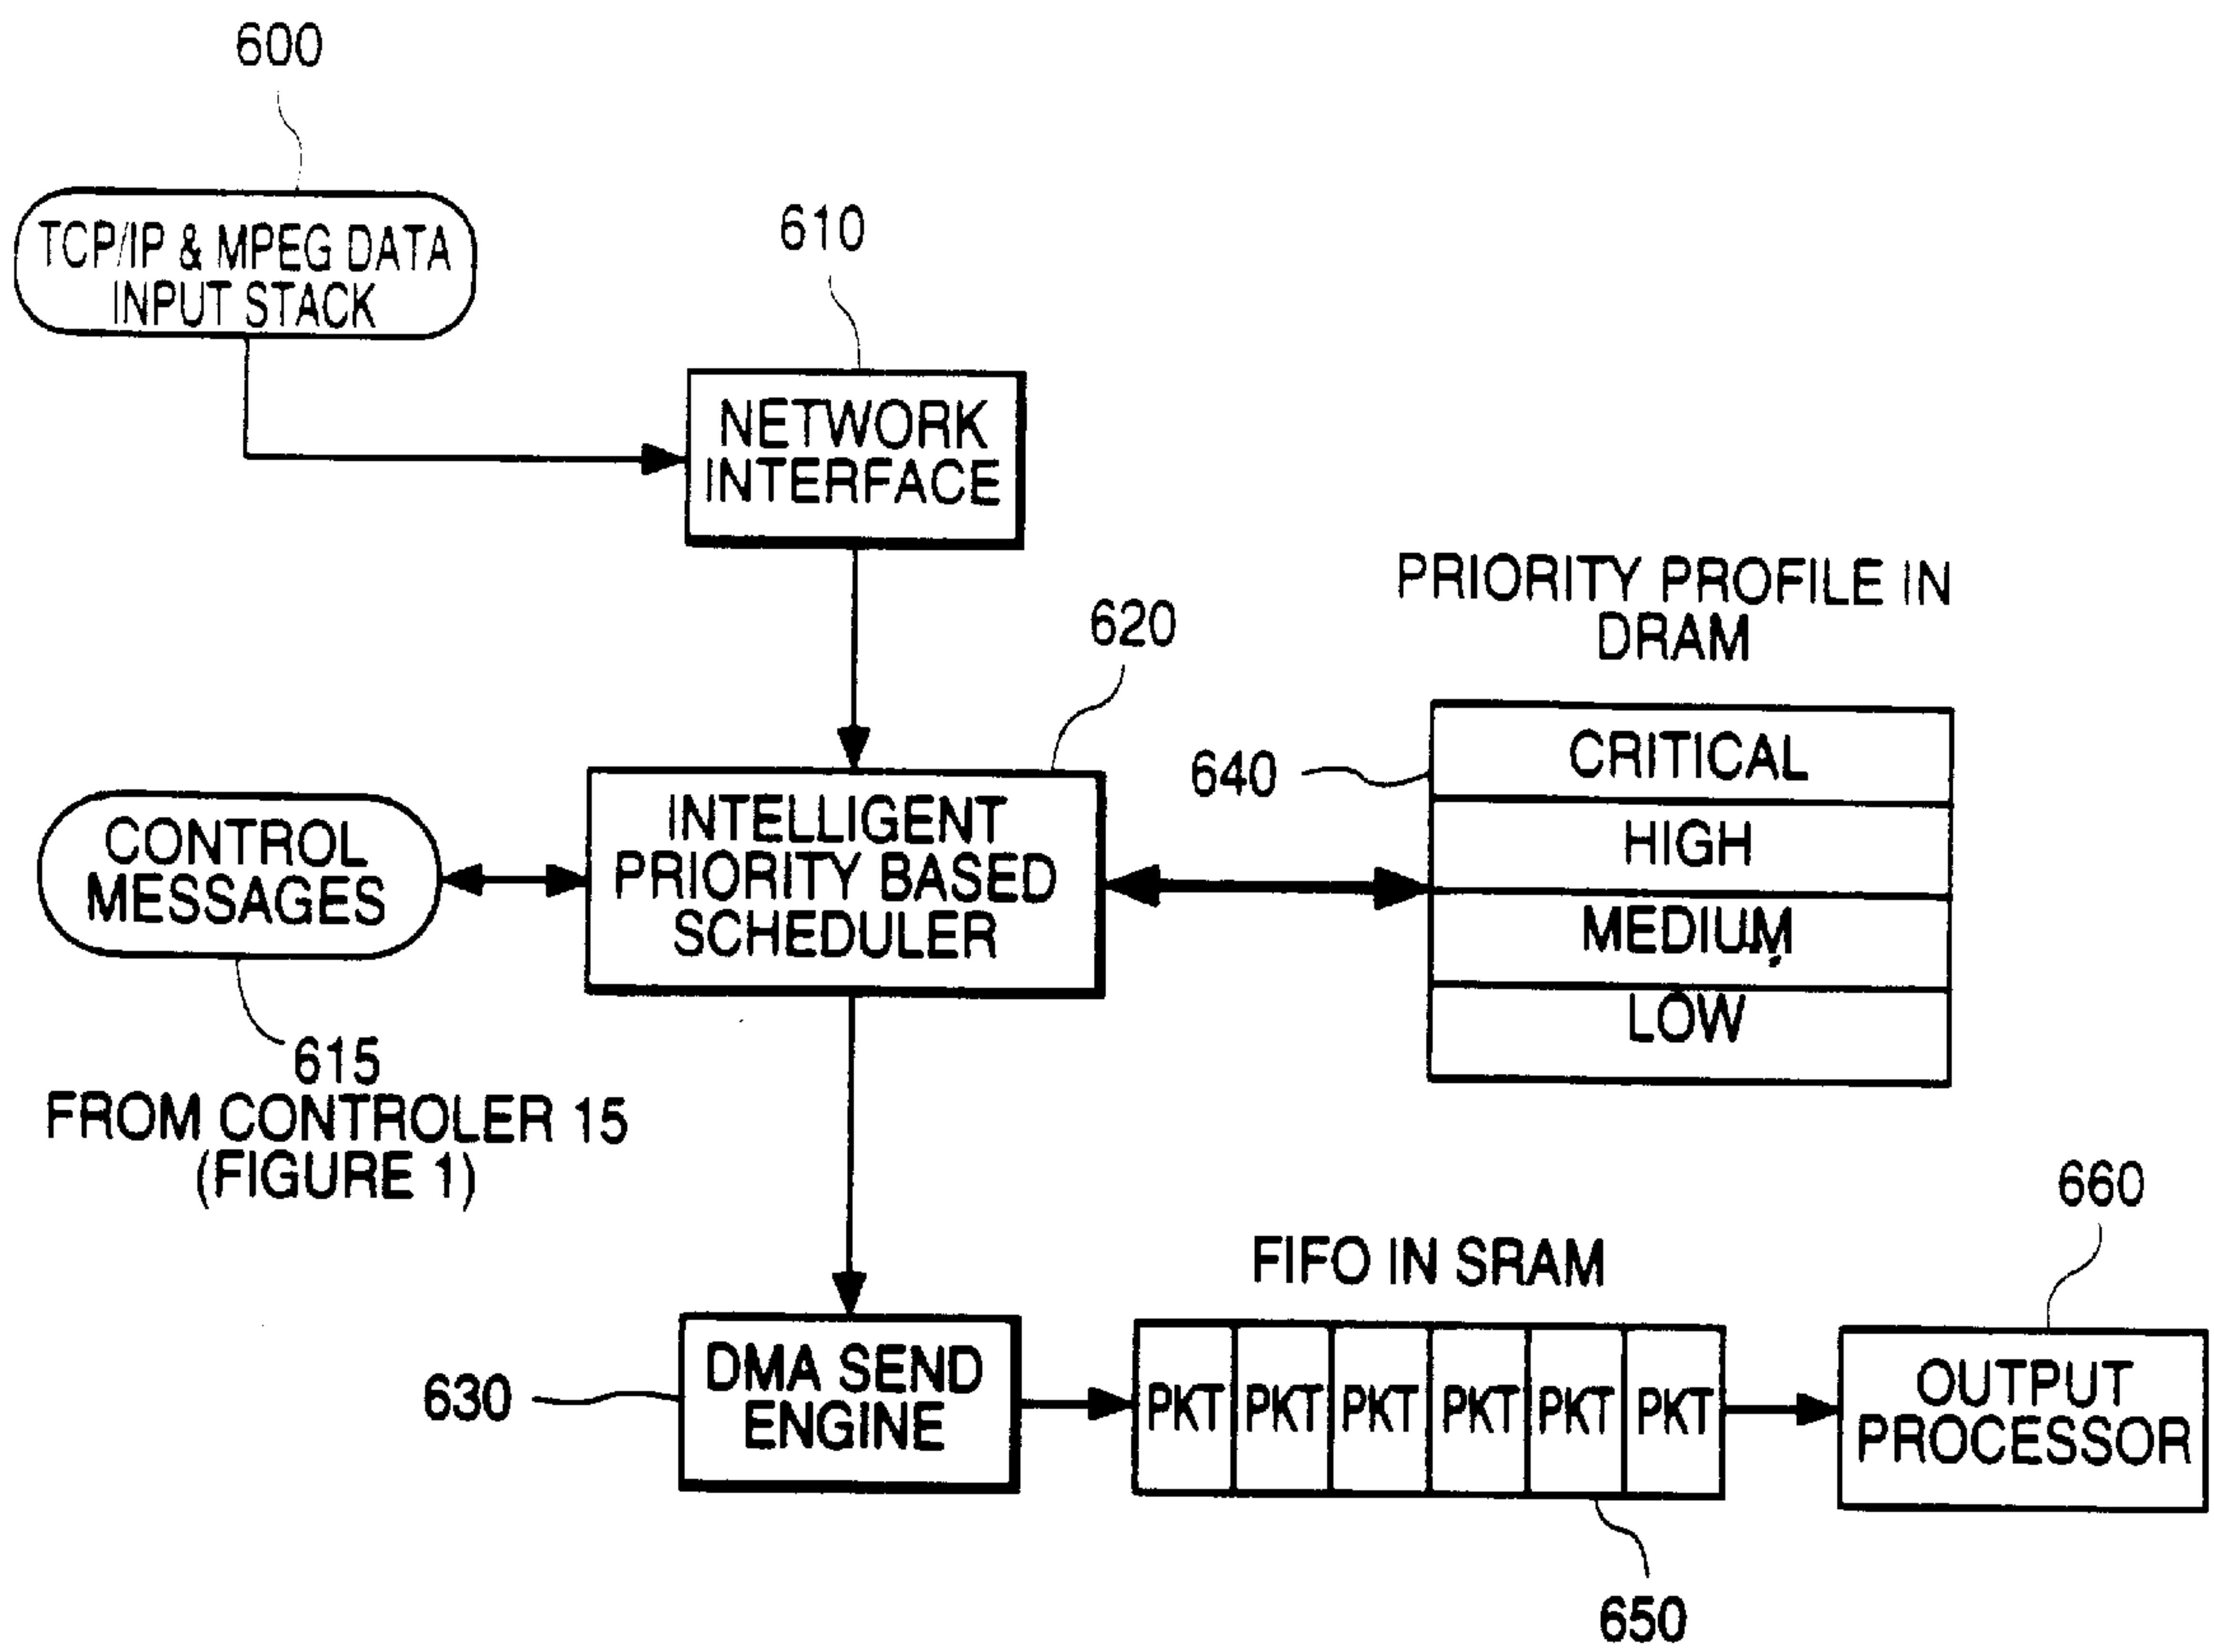 600
TCP/IP & MPEG DATA
INPUT STACK
610
NETWORK
INTERFACE
PRIORITY PROFILE IN
DRAM
620
640
CRITICAL
HIGH
MEDIUM
LOW
CONTROL
MESSAGES
INTELLIGENT
PRIORITY BASED
SCHEDULER
615
FROM CONTROLER 15
(FIGURE 1)
660
FIFO IN SRAM
630
DMA SEND
ENGINE
PKT PKT PKT PKT PKT PKT
OUTPUT
PROCESSOR
650